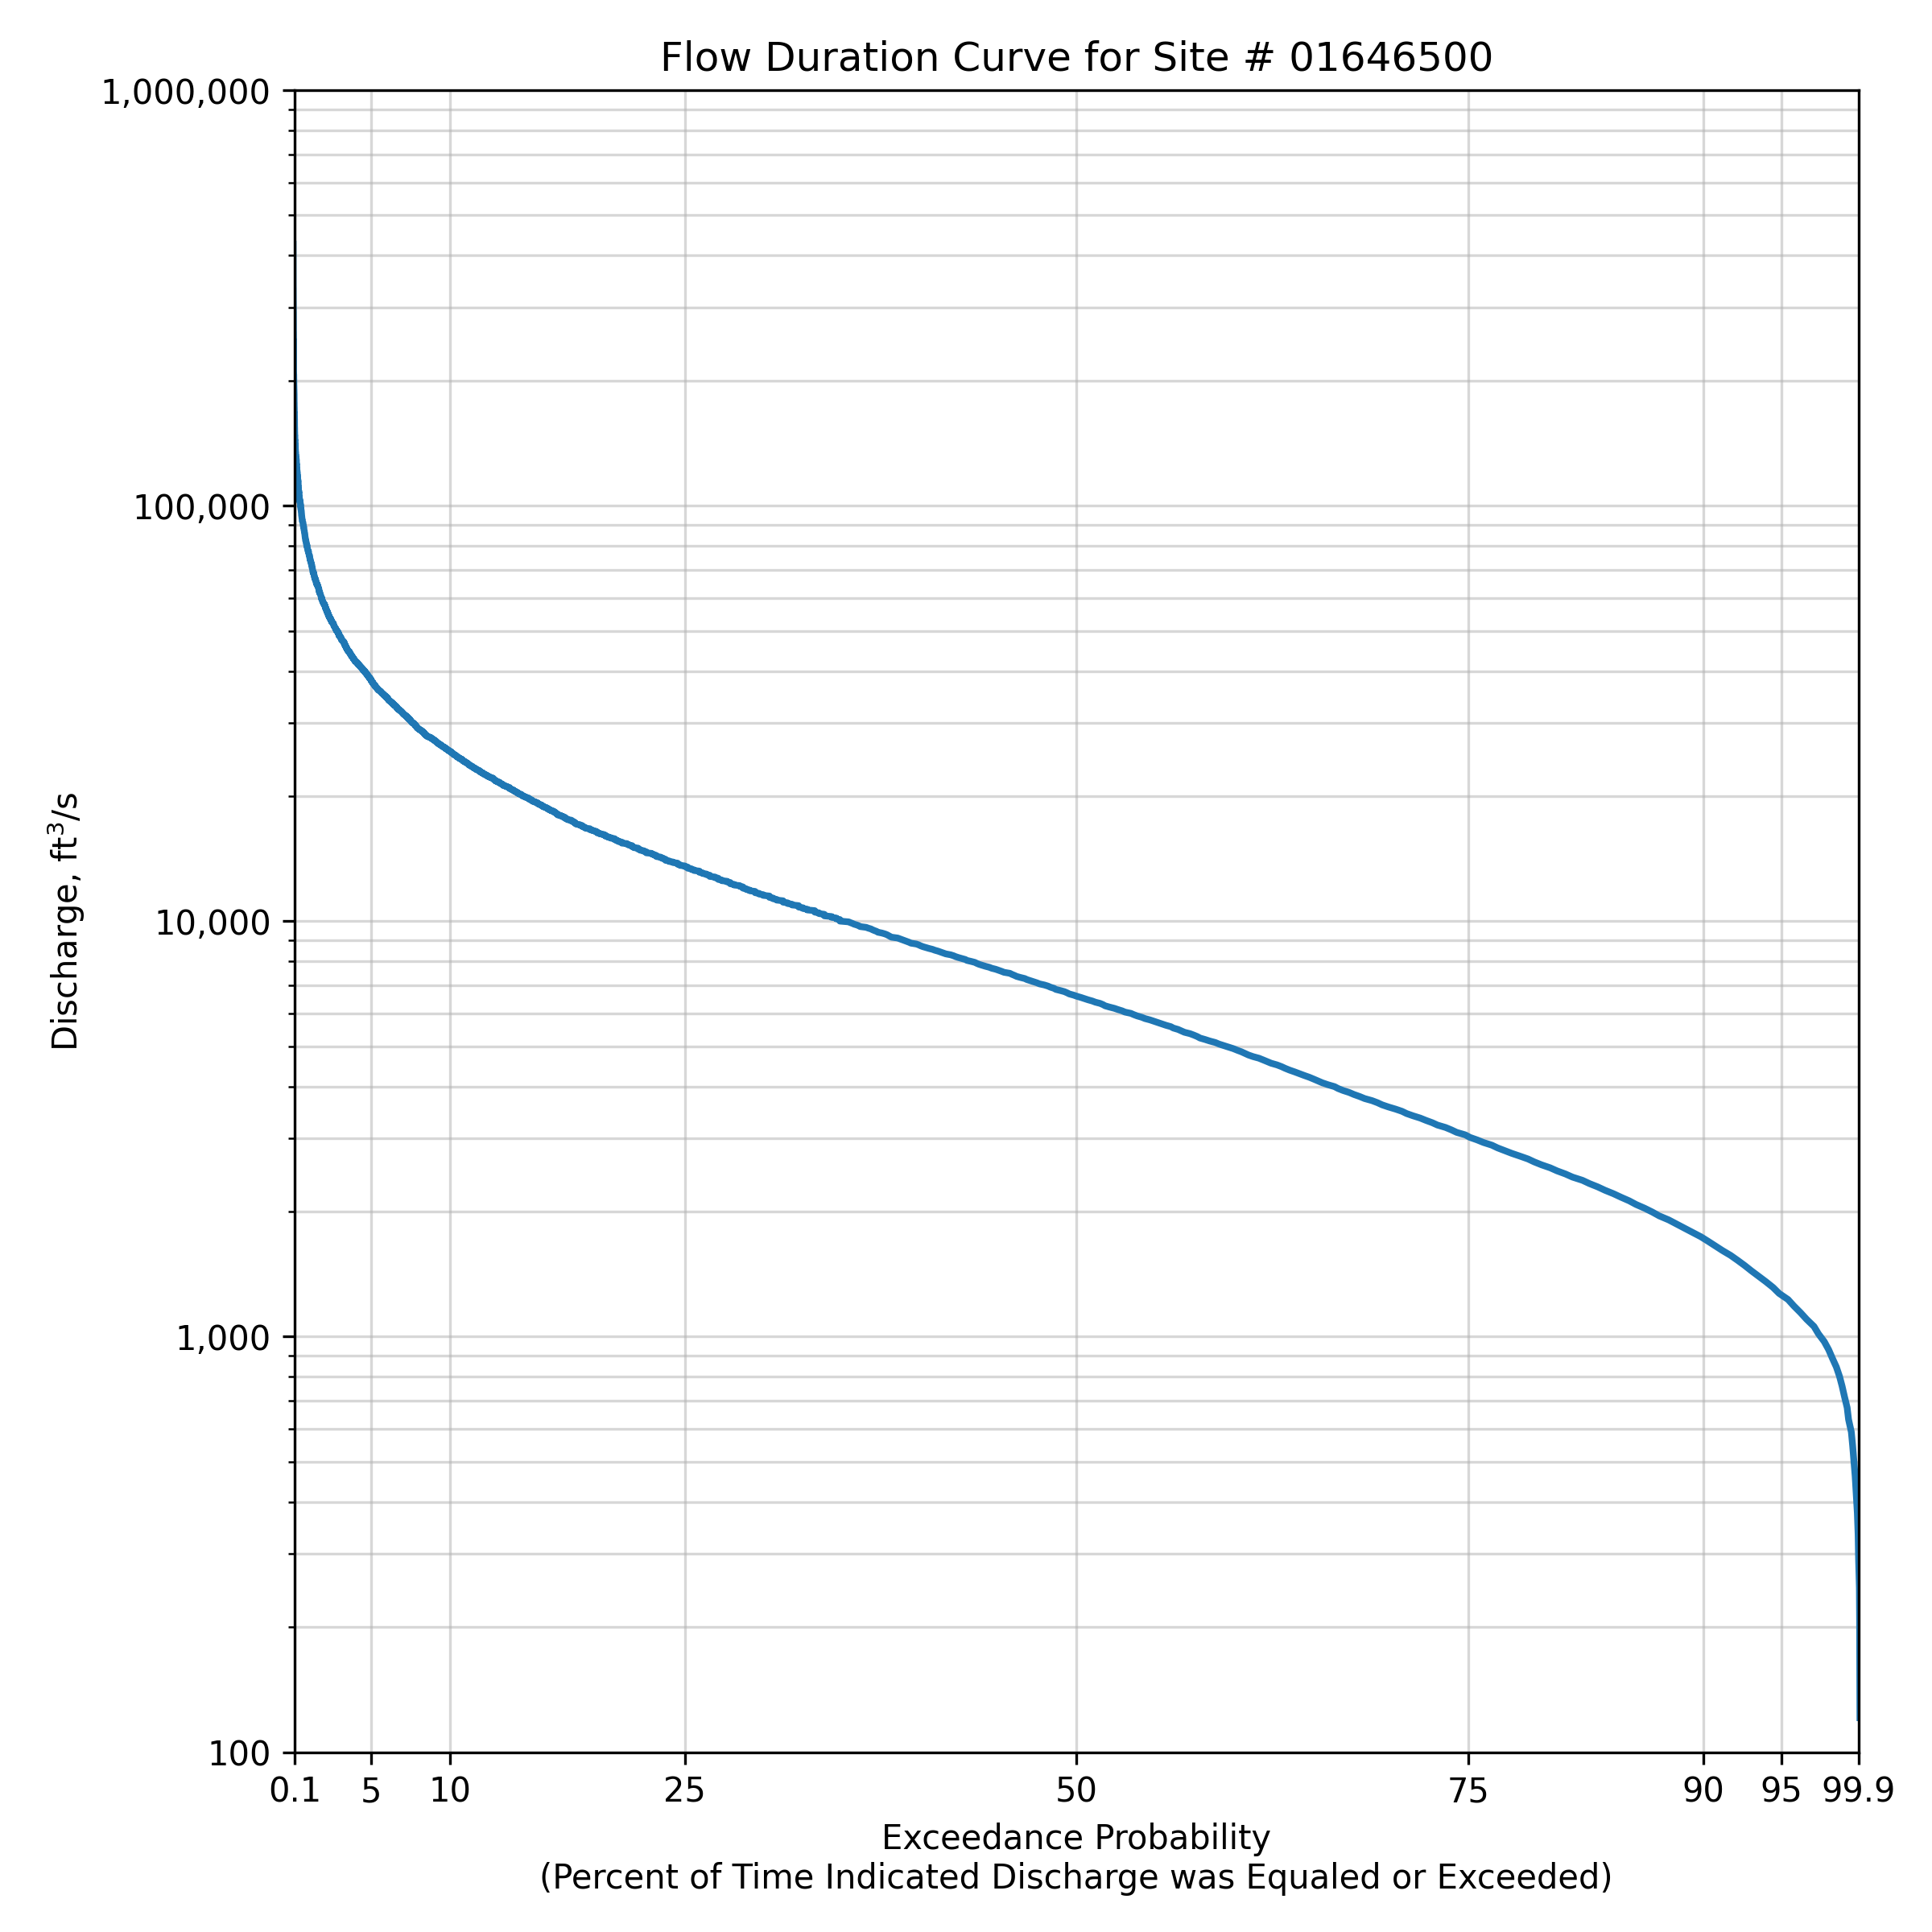 Flow Duration Curve for Site # 01646500
1,000,000
100,000
10,000
1,000
100
Discharge, ft³/s
0.1 5 10 25 50 75 90 95 99.9
Exceedance Probability
(Percent of Time Indicated Discharge was Equaled or Exceeded)